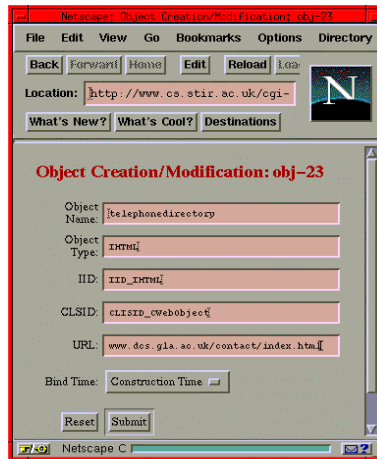 Netscape: Object Creation/Modification: obj-23
File Edit View Go Bookmarks Options Directory
Back Forward Home Edit Reload Loa
Location: http://www.cs.stir.ac.uk/cgi-
N
What's New? What's Cool? Destinations
Object Creation/Modification: obj-23
Object Name: telephonedirectory
Object Type: IHTML
IID: IID_IHTML
CLSID: CLISID_CWebobject
URL: www.dcs.gla.ac.uk/contact/index.html
Bind Time: Construction Time
Reset Submit
Netscape C
?